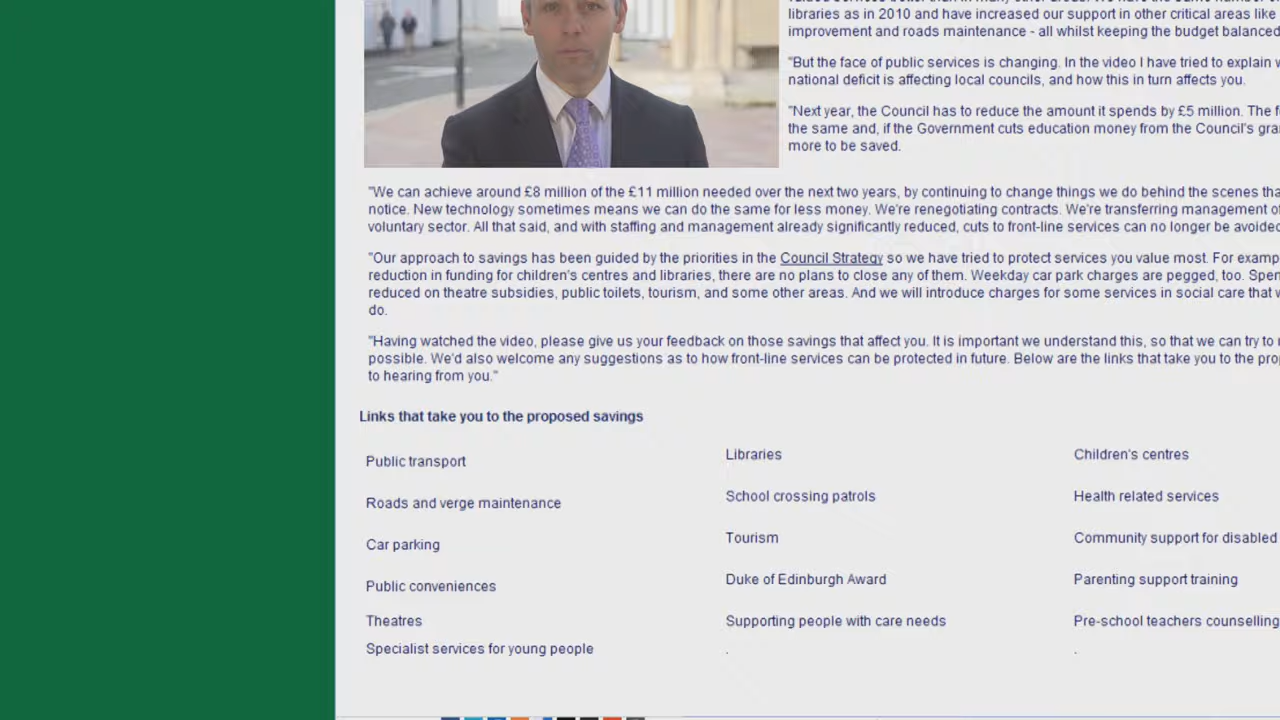 valued services better than in many other areas. We have the same number o
libraries as in 2010 and have increased our support in other critical areas like
improvement and roads maintenance - all whilst keeping the budget balanced
"But the face of public services is changing. In the video I have tried to explain
national deficit is affecting local councils, and how this in turn affects you.
"Next year, the Council has to reduce the amount it spends by £5 million. The
the same and, if the Government cuts education money from the Council's gra
more to be saved.
"We can achieve around £8 million of the £11 million needed over the next two years, by continuing to change things we do behind the scenes tha
notice. New technology sometimes means we can do the same for less money. We're renegotiating contracts. We're transferring management of
voluntary sector. All that said, and with staffing and management already significantly reduced, cuts to front-line services can no longer be avoided
"Our approach to savings has been guided by the priorities in the Council Strategy so we have tried to protect services you value most. For examp
reduction in funding for children's centres and libraries, there are no plans to close any of them. Weekday car park charges are pegged, too. Spen
reduced on theatre subsidies, public toilets, tourism, and some other areas. And we will introduce charges for some services in social care that w
do.
"Having watched the video, please give us your feedback on those savings that affect you. It is important we understand this, so that we can try to
possible. We'd also welcome any suggestions as to how front-line services can be protected in future. Below are the links that take you to the pro
to hearing from you."
Links that take you to the proposed savings
Public transport
Roads and verge maintenance
Car parking
Public conveniences
Theatres
Specialist services for young people
Libraries
School crossing patrols
Tourism
Duke of Edinburgh Award
Supporting people with care needs
.
Children's centres
Health related services
Community support for disabled
Parenting support training
Pre-school teachers counselling
.